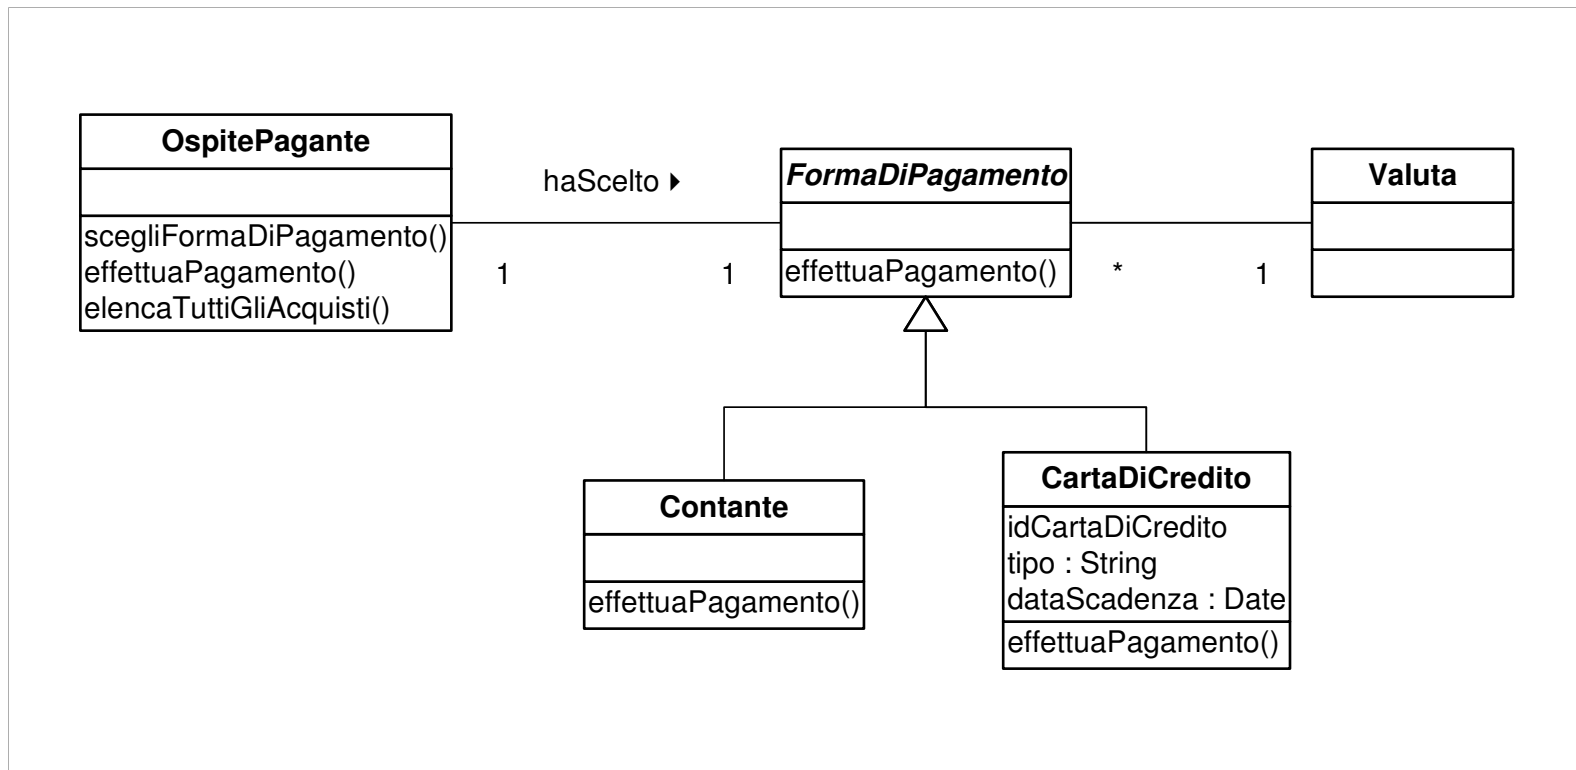 OspitePagante
scegliFormaDiPagamento()
effettuaPagamento()
elencaTuttiGliAcquisti()
haScelto
1
1
FormaDiPagamento
effettuaPagamento()
*
1
Valuta
Contante
effettuaPagamento()
CartaDiCredito
idCartaDiCredito
tipo : String
dataScadenza : Date
effettuaPagamento()